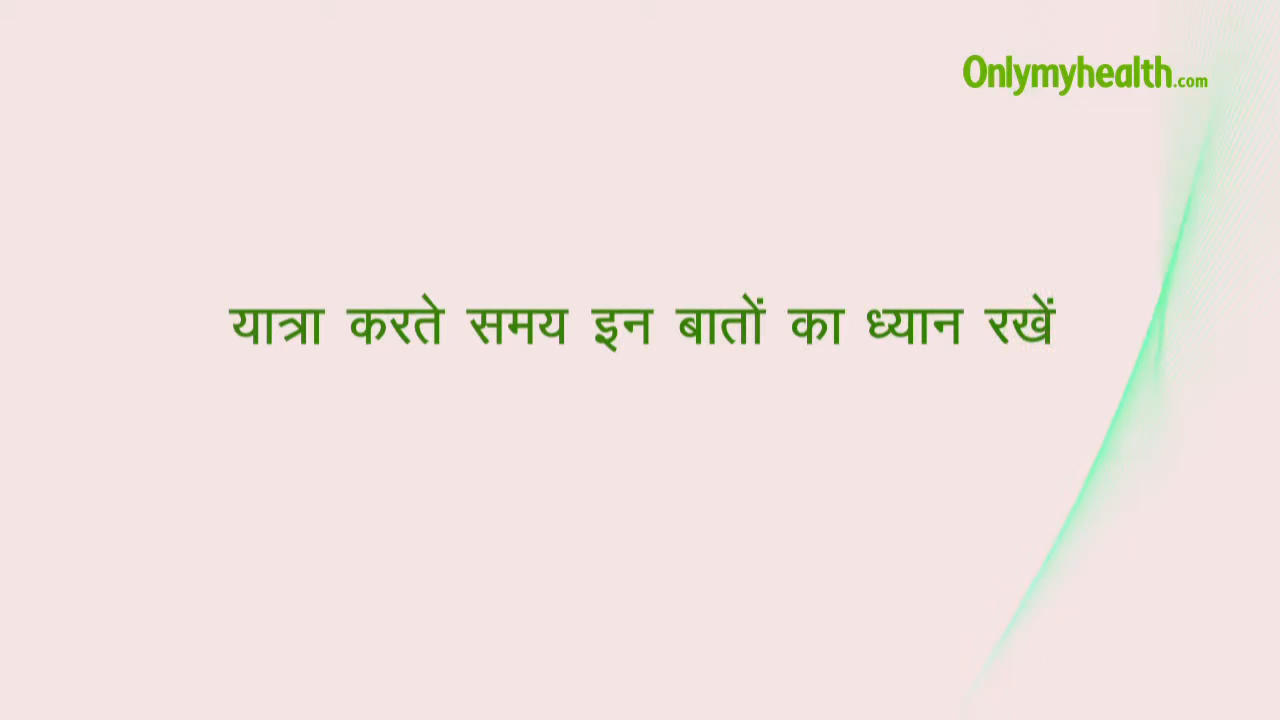 Onlymyhealth.com
यात्रा करते समय इन बातों का ध्यान रखें